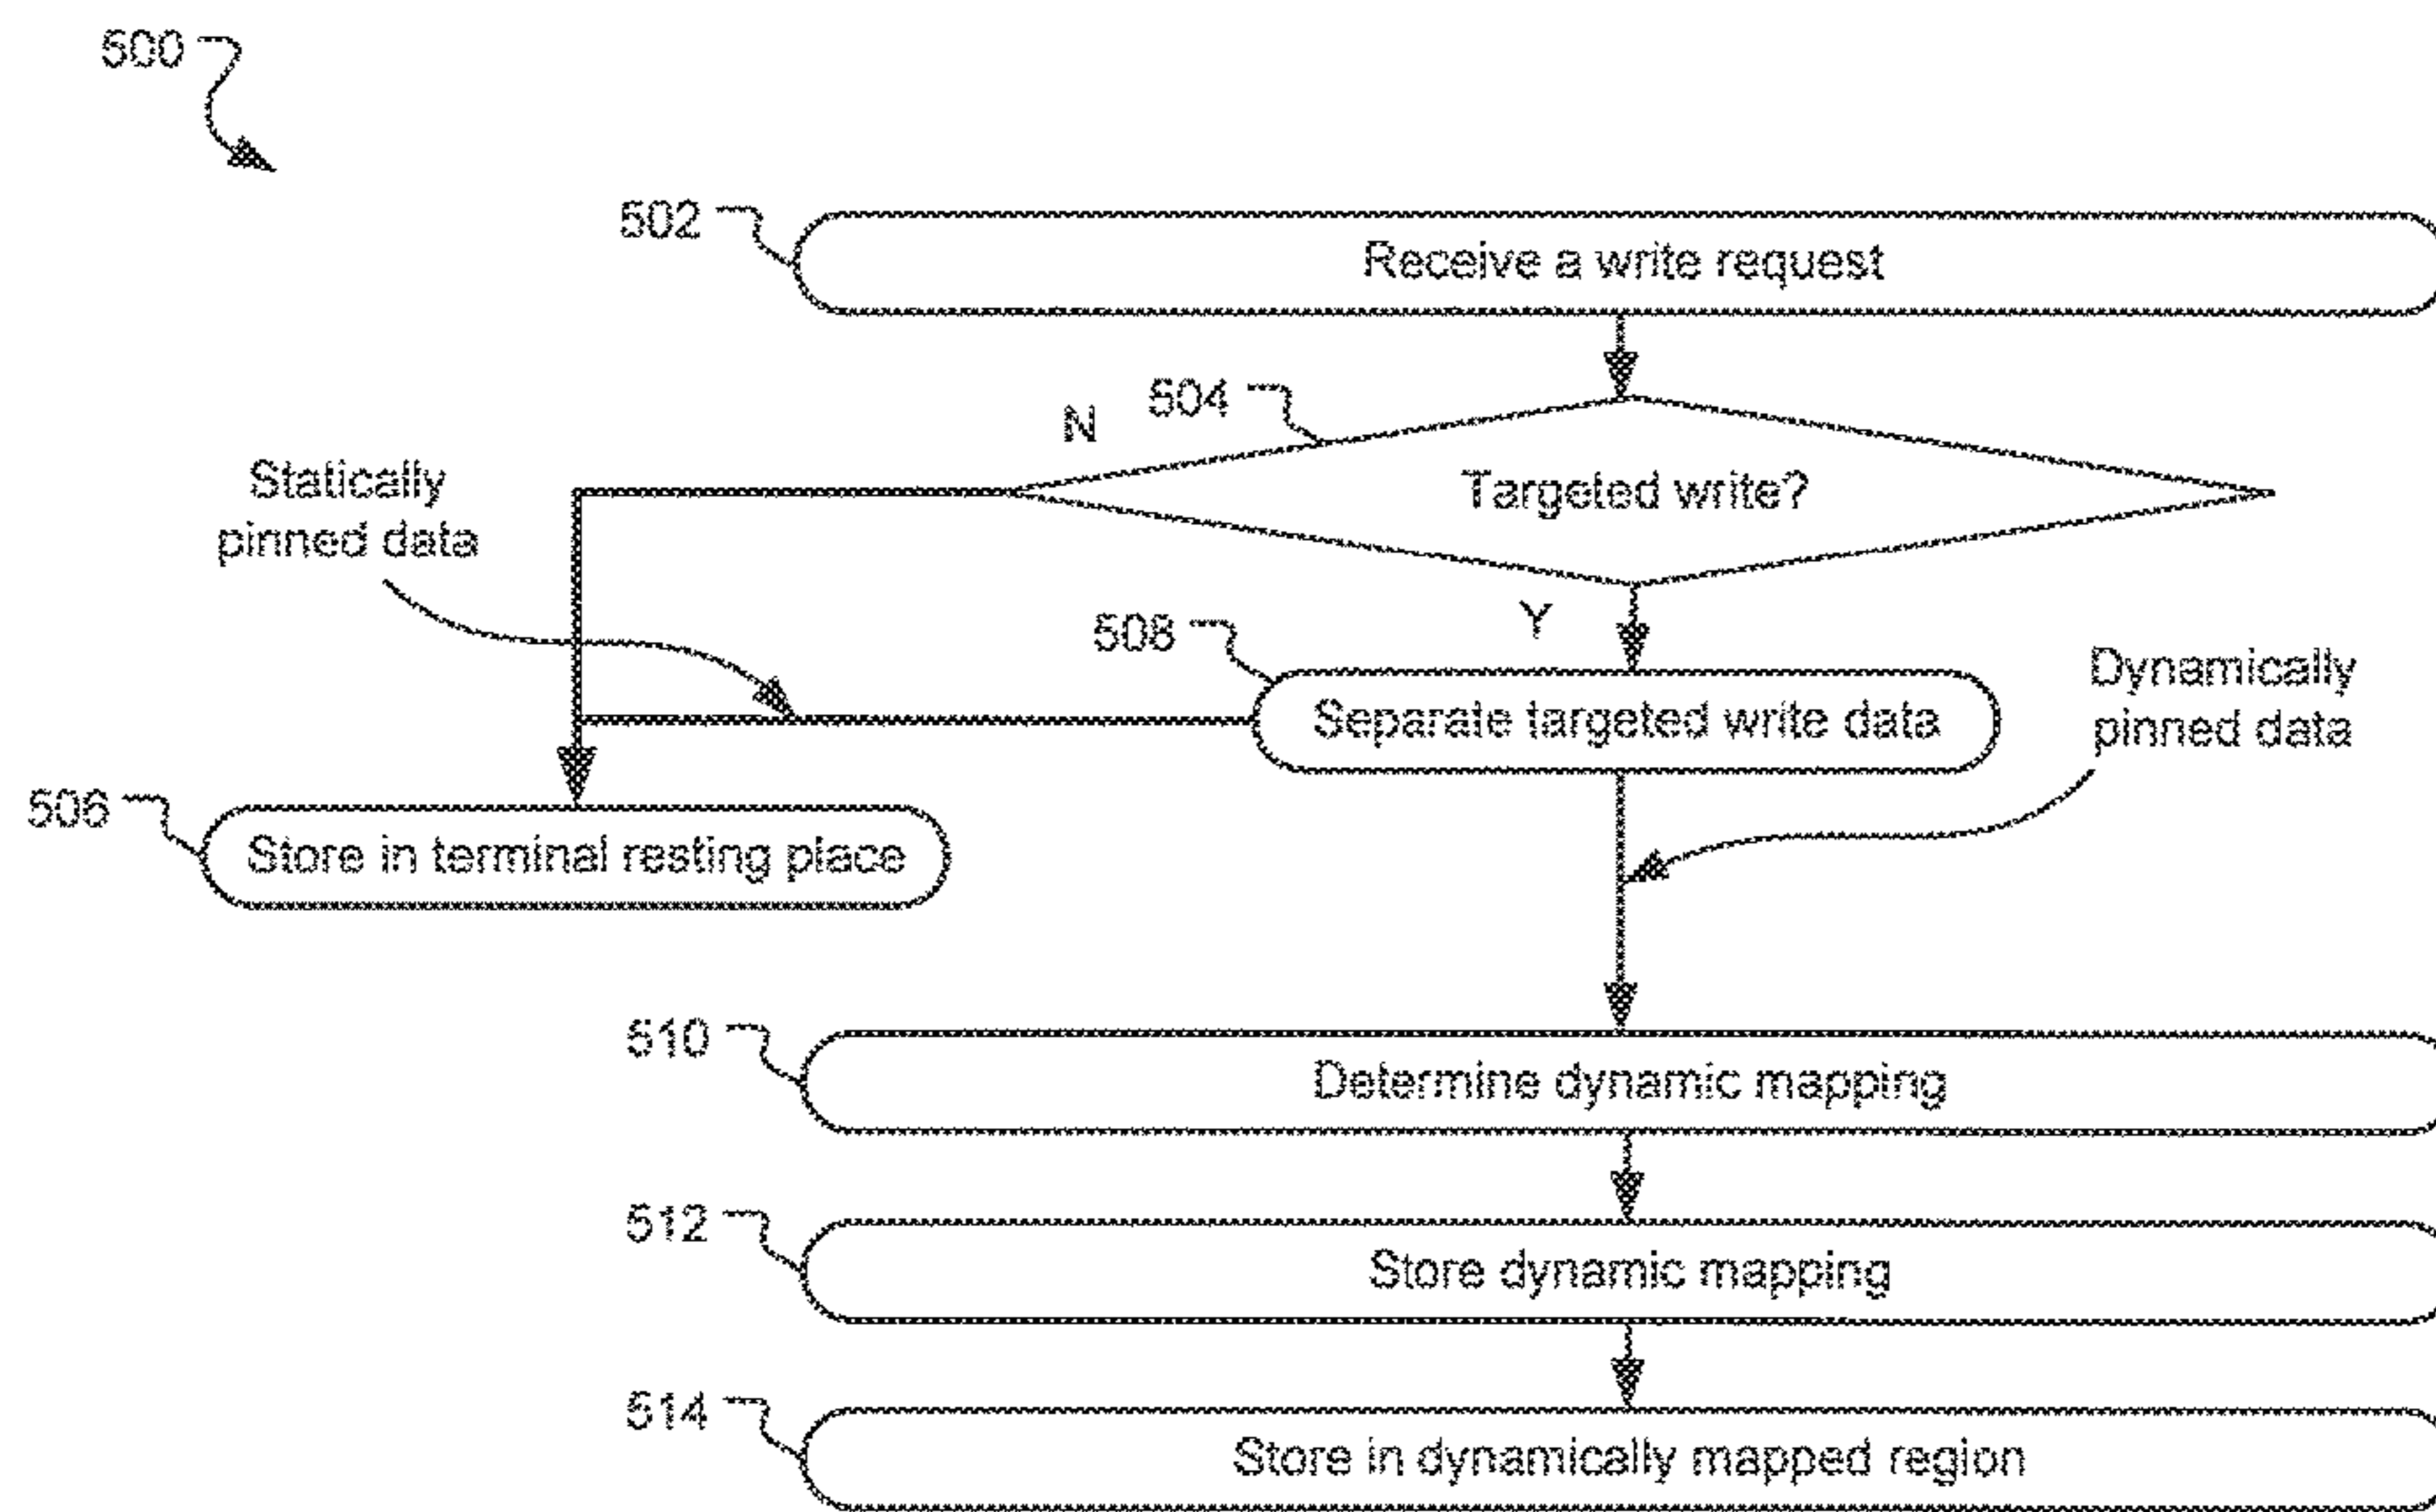 500
502
Receive a write request
504
N
Targeted write?
Statically
pinned data
Y
508
Separate targeted write data
Dynamically
pinned data
506
Store in terminal resting place
510
Determine dynamic mapping
512
Store dynamic mapping
514
Store in dynamically mapped region